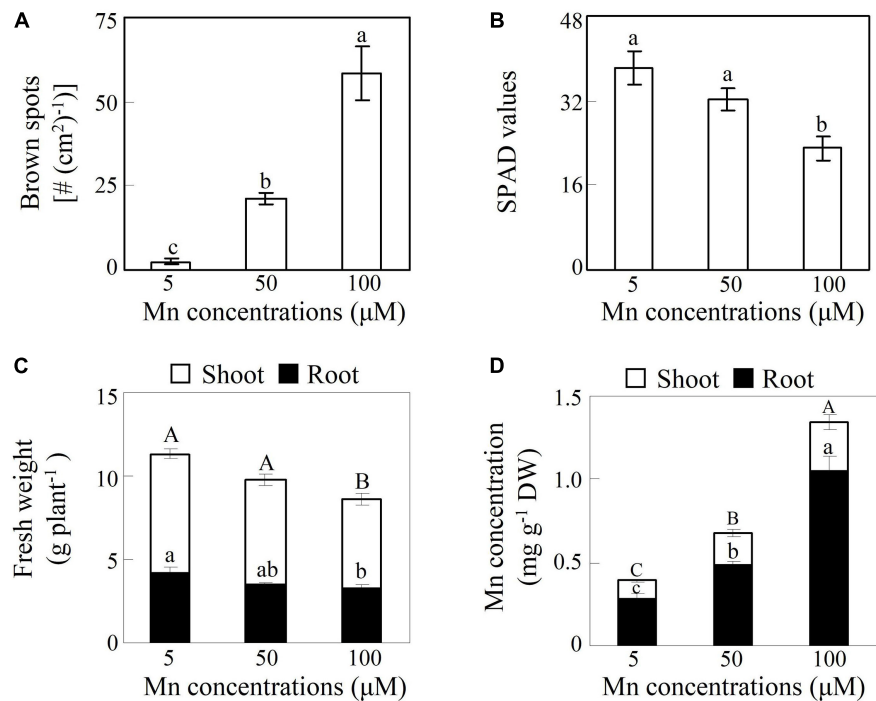 A
75
50
25
0
Brown spots
[# (cm²)⁻¹)]
c
b
a
5 50 100
Mn concentrations (μM)
B
48
32
16
0
SPAD values
a
a
b
5 50 100
Mn concentrations (μM)
C
Shoot Root
15
10
5
0
Fresh weight
(g plant⁻¹)
A A B
a ab b
5 50 100
Mn concentrations (μM)
D
Shoot Root
1.5
1.0
0.5
0
Mn concentration
(mg g⁻¹ DW)
C B A
c b a
5 50 100
Mn concentrations (μM)